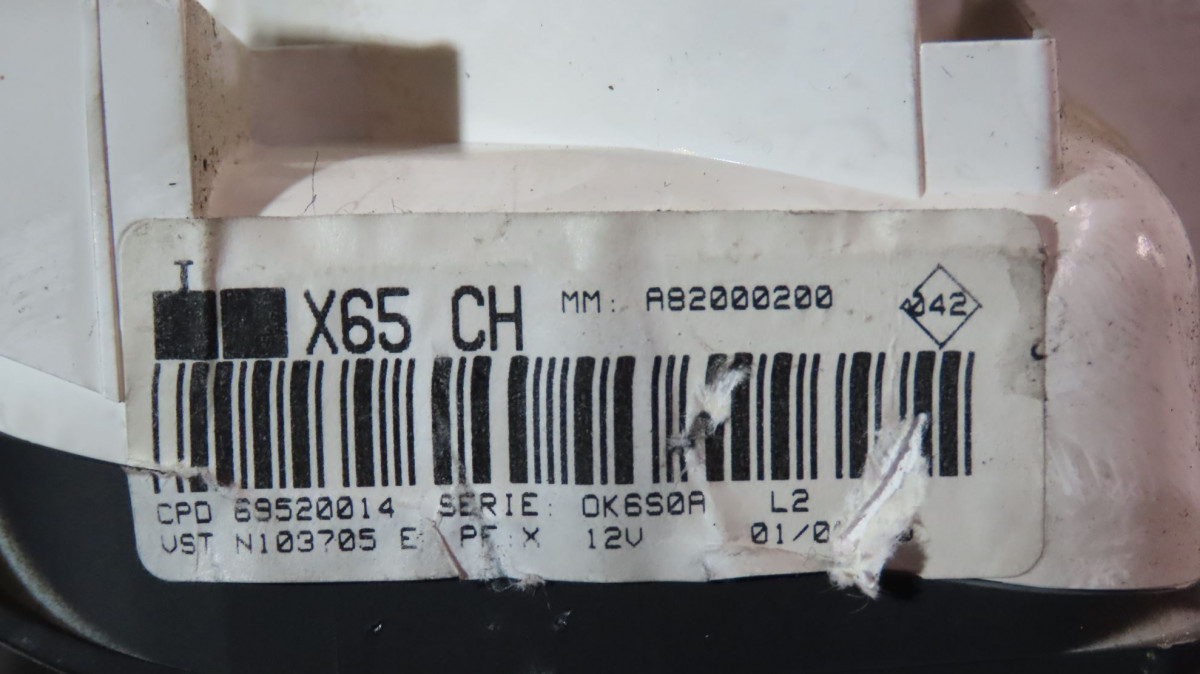 T
X65 CH MM: A82000200 042
CPD 69520014 SERIE: OK6S0A L2
VST N103705 E PF:X 12V